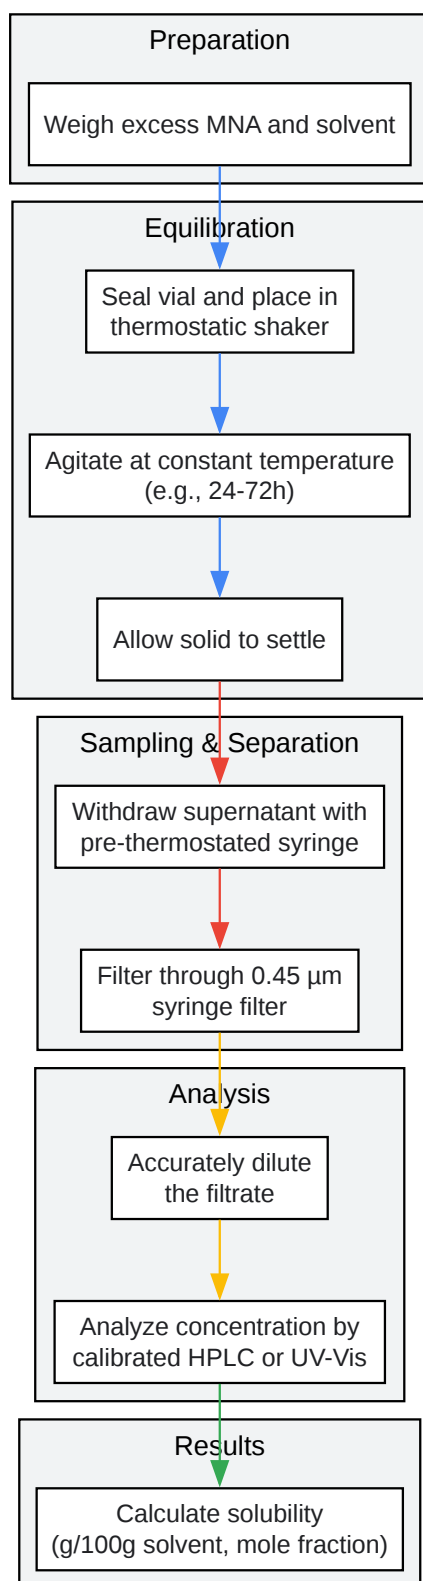 Preparation
Weigh excess MNA and solvent
Equilibration
Seal vial and place in
thermostatic shaker
Agitate at constant temperature
(e.g., 24-72h)
Allow solid to settle
Sampling & Separation
Withdraw supernatant with
pre-thermostated syringe
Filter through 0.45 µm
syringe filter
Analysis
Accurately dilute
the filtrate
Analyze concentration by
calibrated HPLC or UV-Vis
Results
Calculate solubility
(g/100g solvent, mole fraction)